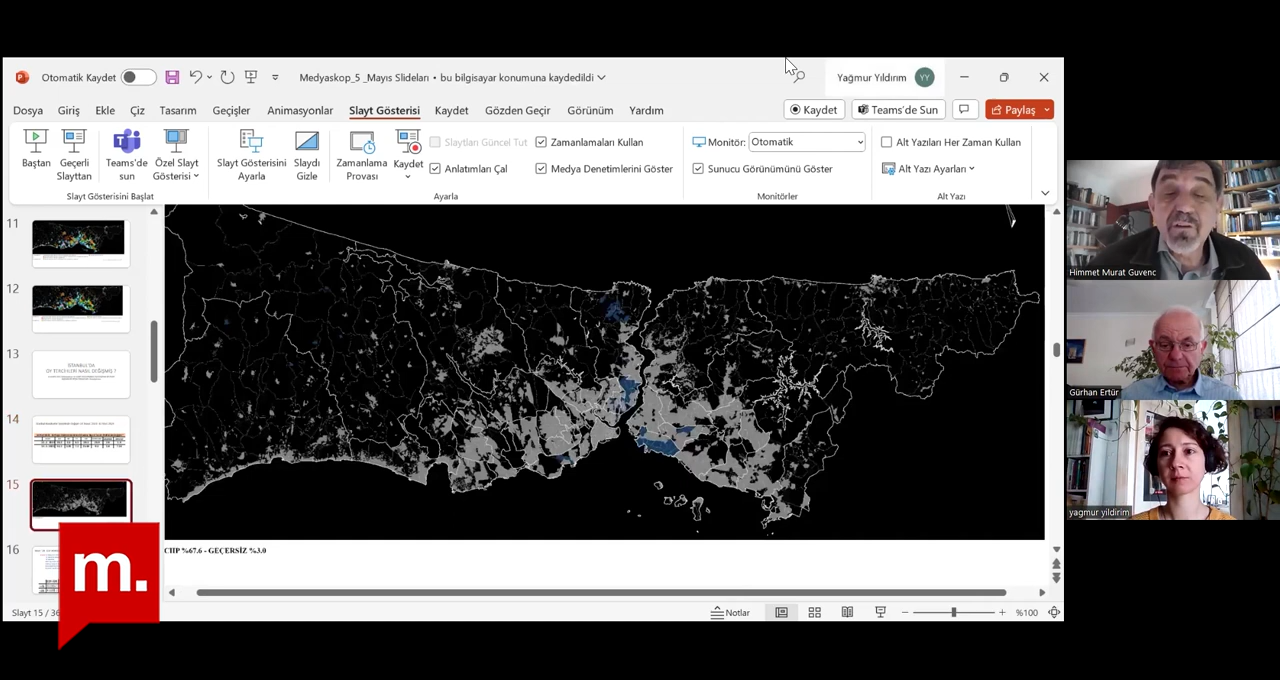 Otomatik Kaydet
Medyaskop_5 _Mayıs Slideları • bu bilgisayar konumuna kaydedildi
Yağmur Yıldırım
YY
Dosya
Giriş
Ekle
Çiz
Tasarım
Geçişler
Animasyonlar
Slayt Gösterisi
Kaydet
Gözden Geçir
Görünüm
Yardım
Kaydet
Teams'de Sun
Paylaş
Baştan
Geçerli Slayttan
Teams'de sun
Özel Slayt Gösterisi
Slayt Gösterisini Başlat
Slayt Gösterisini Ayarla
Slaydı Gizle
Zamanlama Provası
Kaydet
Slaytları Güncel Tut
Anlatımları Çal
Zamanlamaları Kullan
Medya Denetimlerini Göster
Ayarla
Monitör:
Otomatik
Sunucu Görünümünü Göster
Monitörler
Alt Yazıları Her Zaman Kullan
Alt Yazı Ayarları
Alt Yazı
11
12
13
14
15
16
CHP %67.6 - GEÇERSİZ %3.0
Slayt 15 / 36
Notlar
%100
m.
Himmet Murat Guvenc
Gürhan Ertür
yagmur yildirim